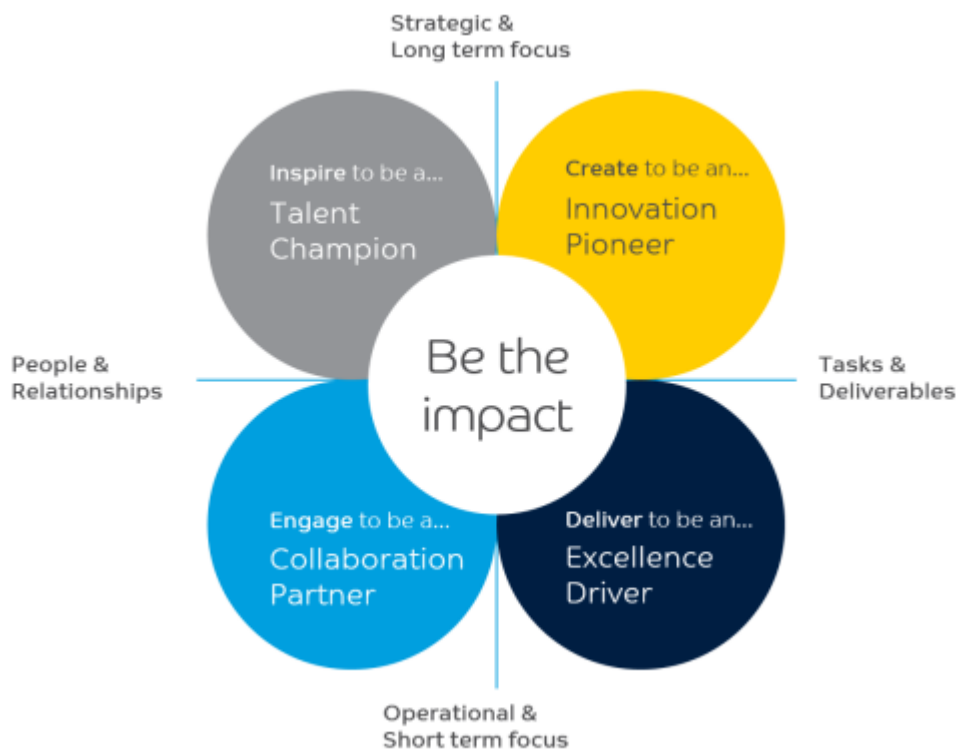 Strategic &
Long term focus
Inspire to be a...
Talent
Champion
Create to be an...
Innovation
Pioneer
People &
Relationships
Be the
impact
Tasks &
Deliverables
Engage to be a...
Collaboration
Partner
Deliver to be an...
Excellence
Driver
Operational &
Short term focus